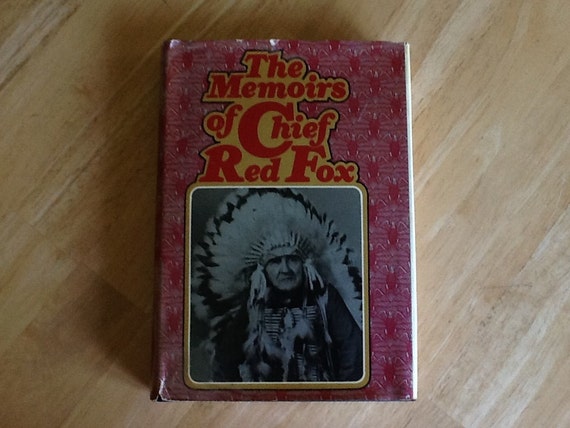 The
Memoirs
of Chief
Red Fox